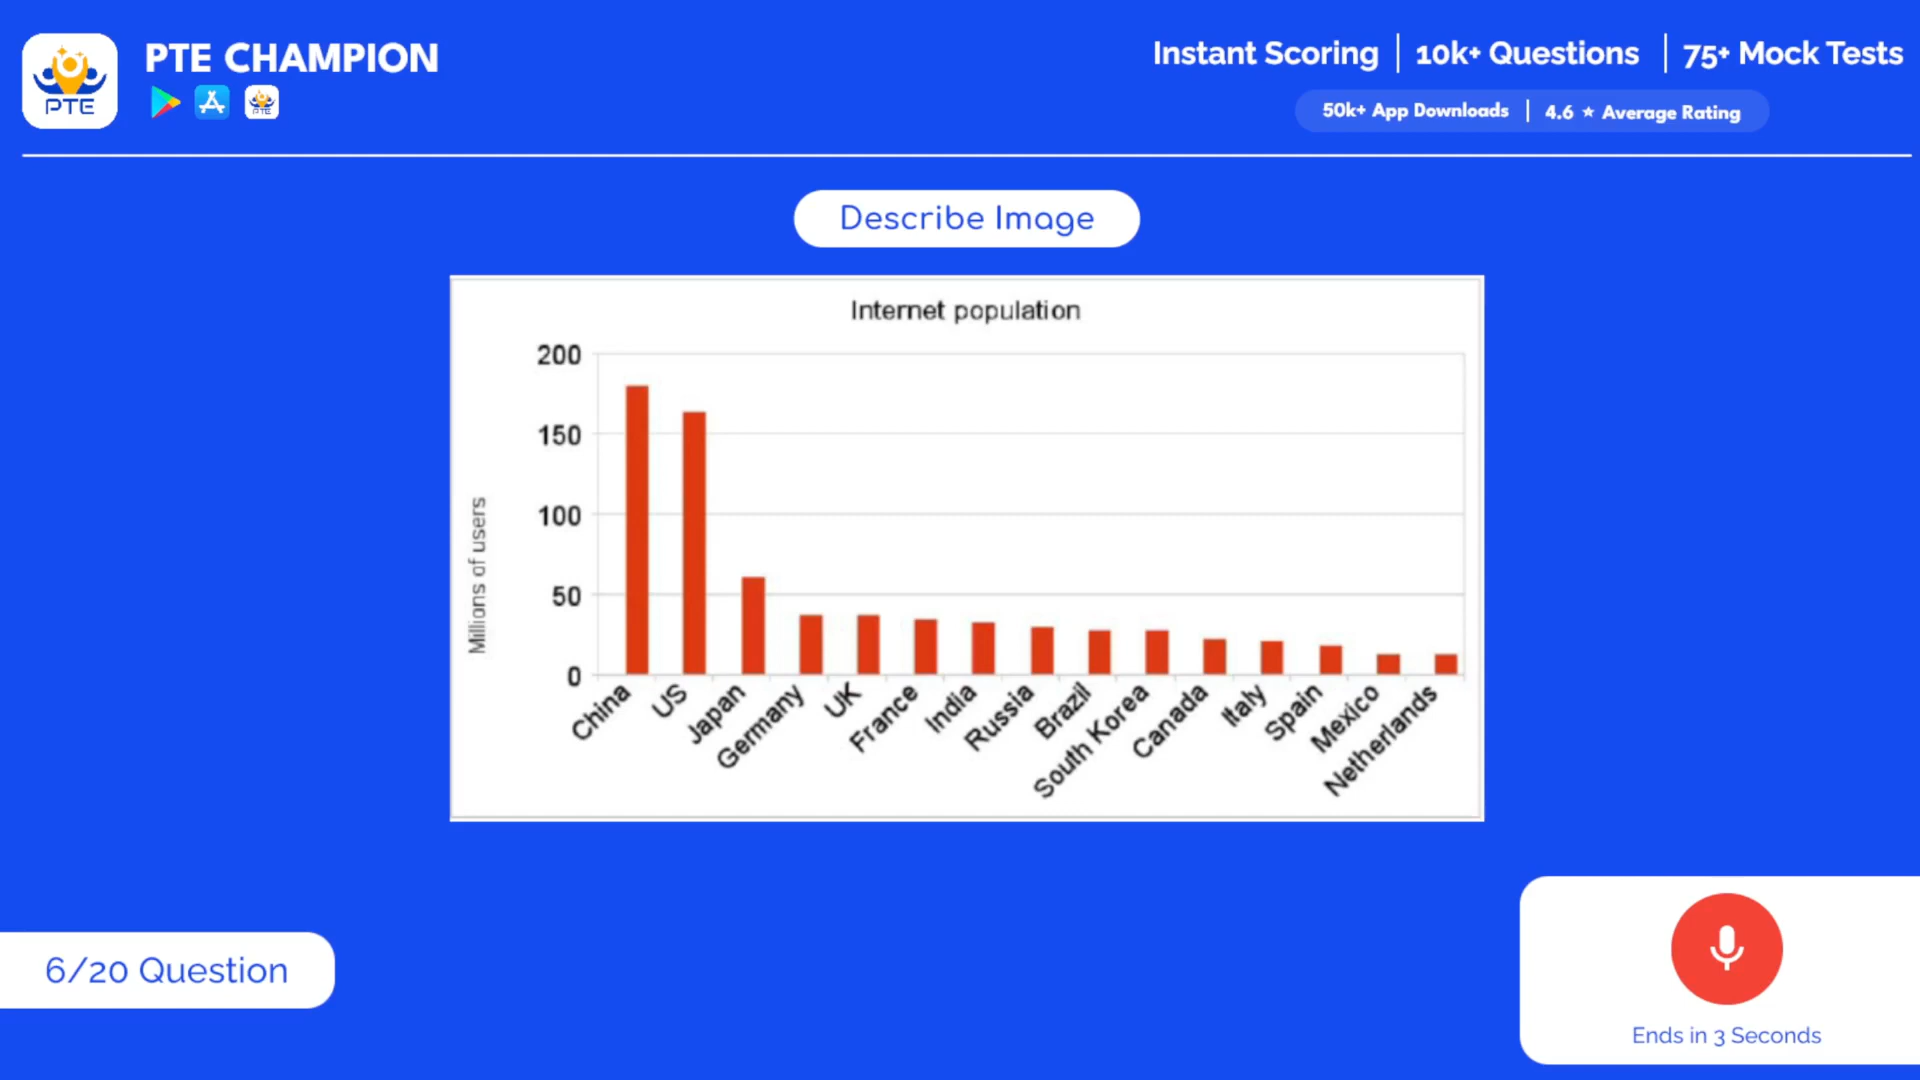 PTE CHAMPION
PTE
PTE
Instant Scoring | 10k+ Questions | 75+ Mock Tests
50k+ App Downloads | 4.6 ★ Average Rating
Describe Image
Internet population
Millions of users
200
150
100
50
0
China
US
Japan
Germany
UK
France
India
Russia
Brazil
South Korea
Canada
Italy
Spain
Mexico
Netherlands
6/20 Question
Ends in 3 Seconds